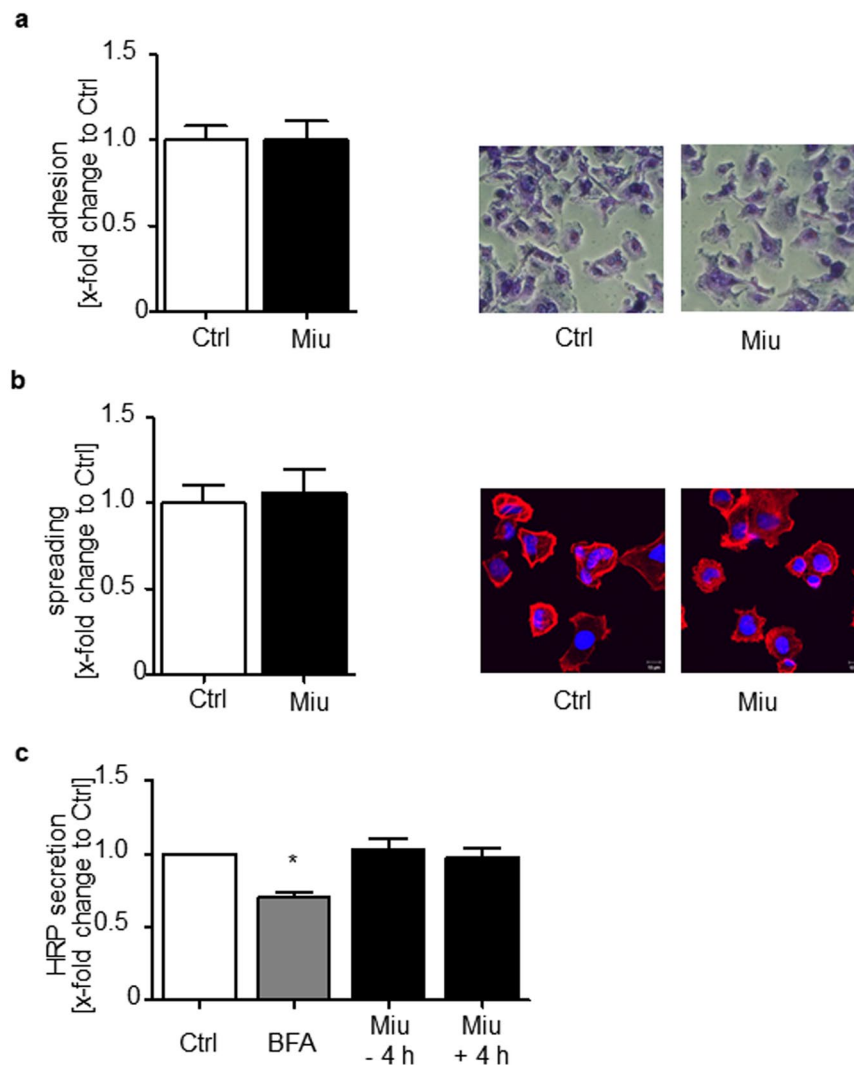 a
adhesion
[x-fold change to Ctrl
1.5
1.0
0.5
0
Ctrl Miu
Ctrl Miu
b
spreading
[x-fold change to Ctrl]
1.5
1.0
0.5
0
Ctrl Miu
Ctrl Miu
c
HRP secretion
[x-fold change to Ctrl]
1.5
1.0
0.5
0
*
Ctrl BFA Miu Miu
- 4 h + 4 h